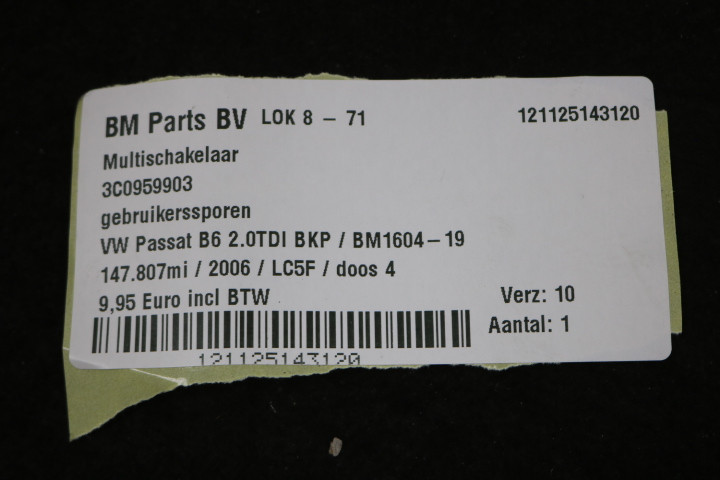 BM Parts BV LOK 8 - 71 121125143120
Multischakelaar
3C0959903
gebruikerssporen
VW Passat B6 2.0TDI BKP / BM1604-19
147.807mi / 2006 / LC5F / doos 4
9,95 Euro incl BTW Verz: 10
Aantal: 1
121125143120